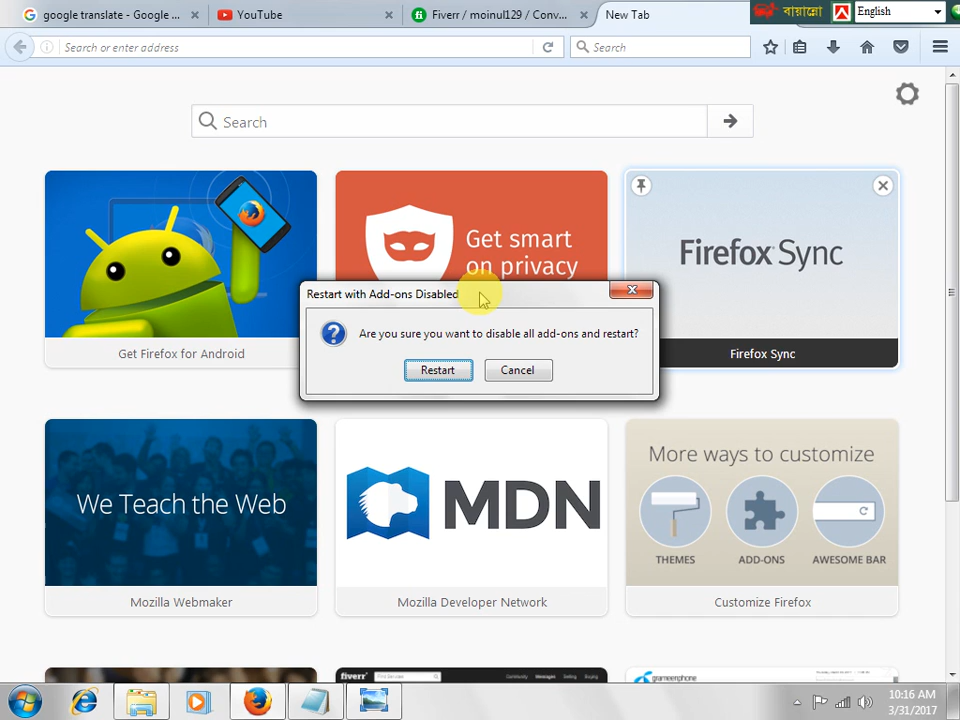 google translate - Google ...
YouTube
Fiverr / moinul129 / Conv...
New Tab
বায়ান্নো
English
Search or enter address
Search
Search
Get smart
on privacy
Firefox Sync
Get Firefox for Android
Firefox Sync
Restart with Add-ons Disabled
Are you sure you want to disable all add-ons and restart?
Restart
Cancel
We Teach the Web
MDN
More ways to customize
THEMES
ADD-ONS
AWESOME BAR
Mozilla Webmaker
Mozilla Developer Network
Customize Firefox
fiverr
Find Services
grameenphone
10:16 AM
3/31/2017